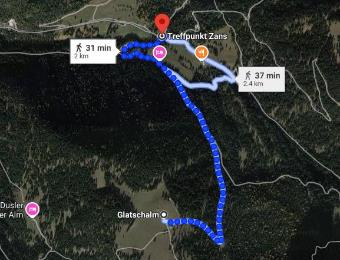 Treffpunkt Zans
31 min
2 km
37 min
2.4 km
Glatschalm
Dusler
er Alm